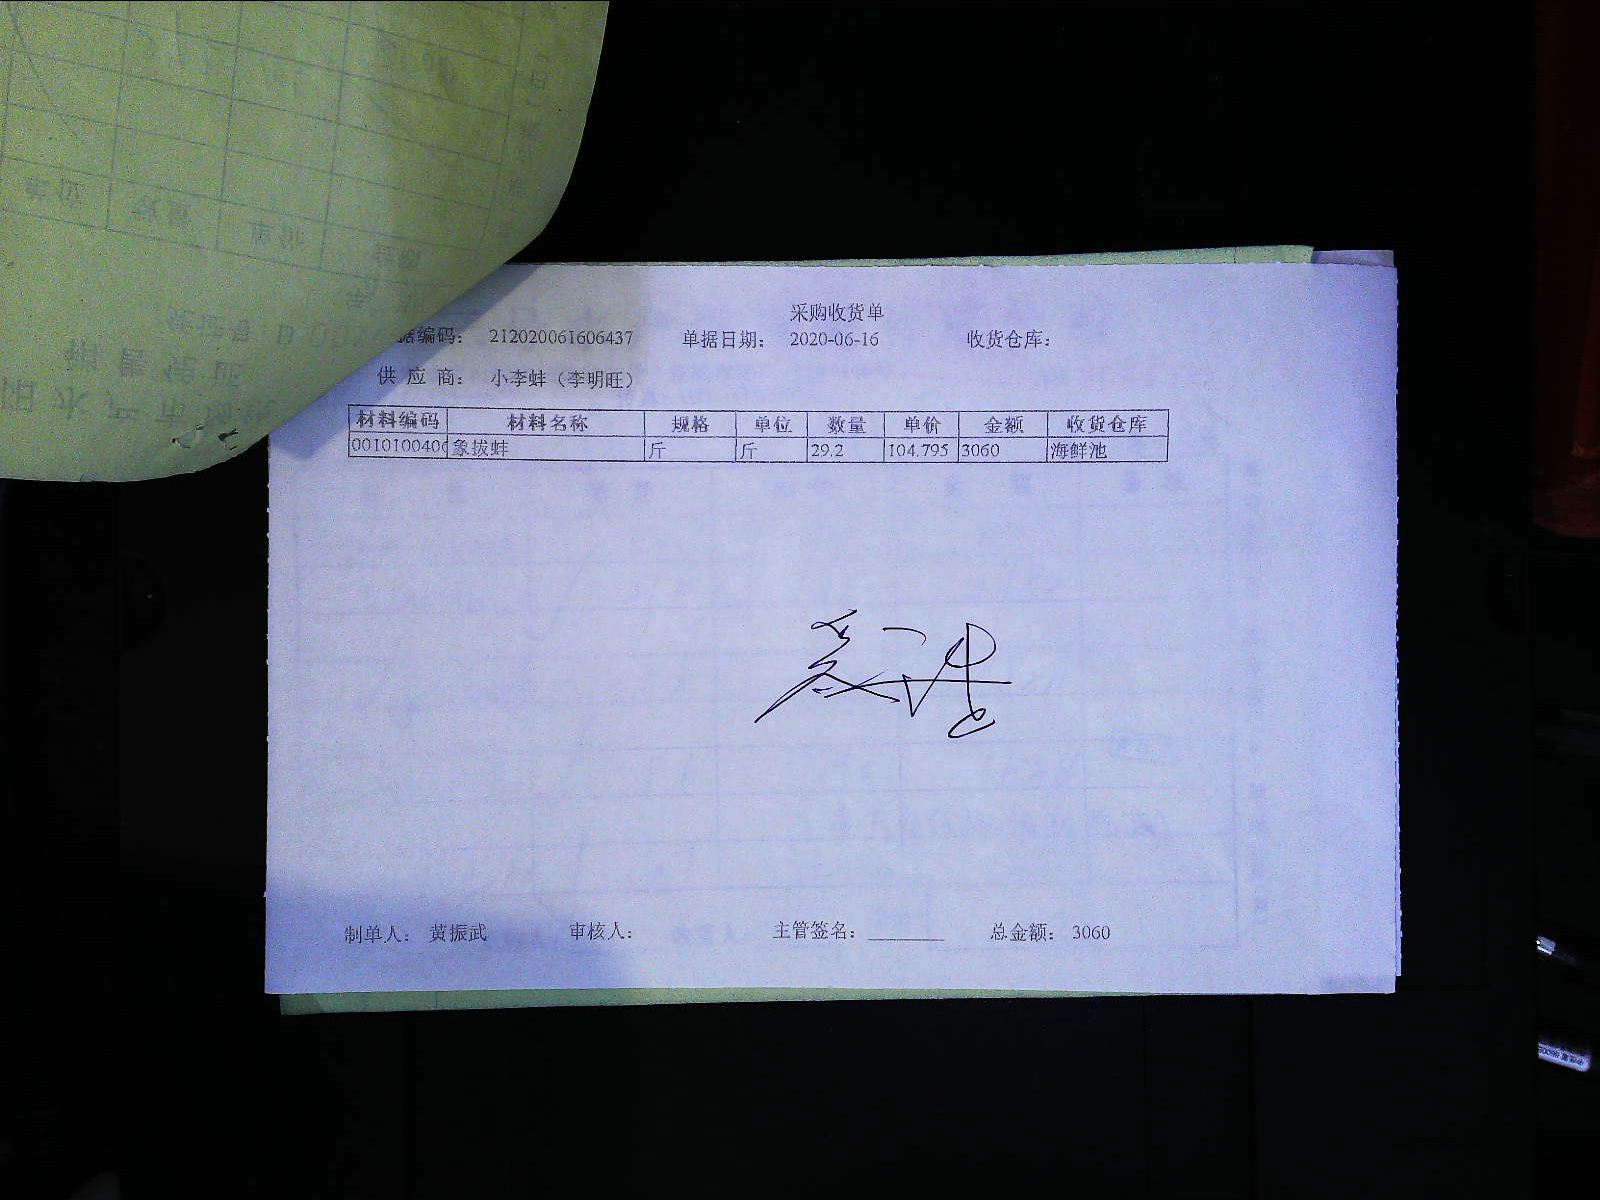 采购收货单
据编码： 212020061606437 单据日期： 2020-06-16 收货仓库：
供 应 商： 小李蚌（李明旺）
材料编码 材料名称 规格 单位 数量 单价 金额 收货仓库
0010100406 象拔蚌 斤 斤 29.2 104.795 3060 海鲜池
制单人： 黄振武 审核人： 主管签名： 总金额： 3060